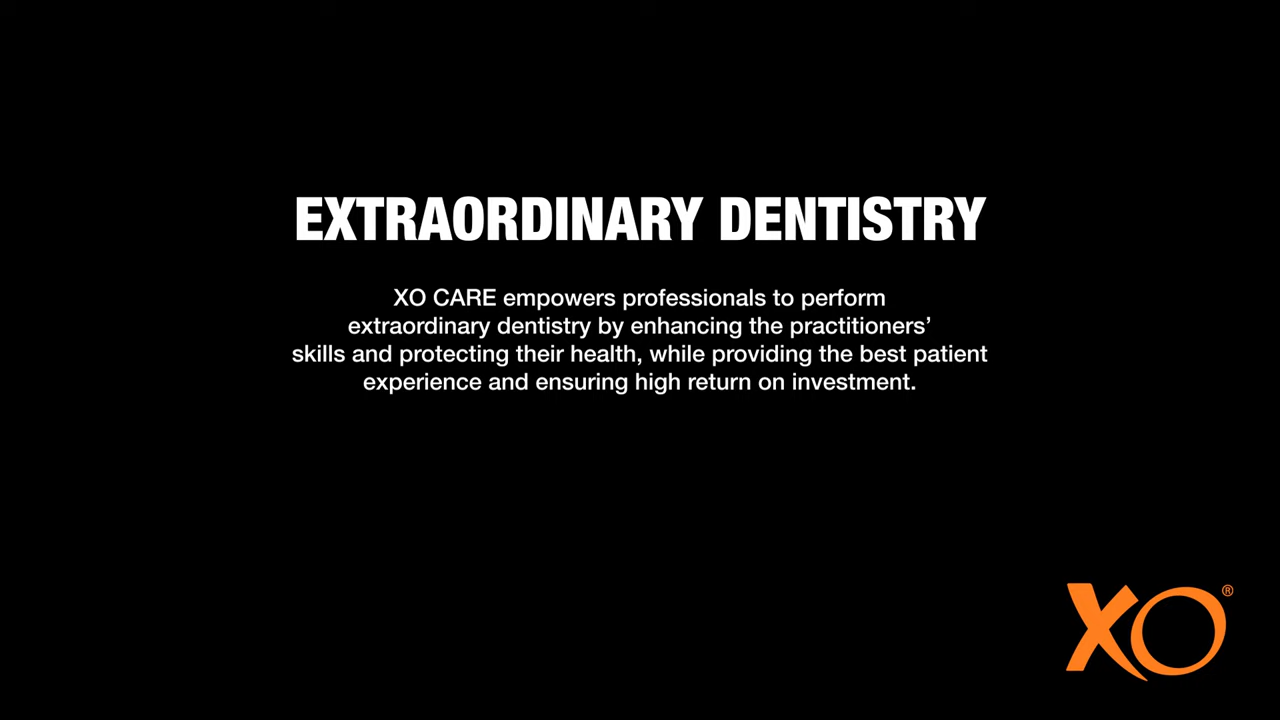 EXTRAORDINARY DENTISTRY
XO CARE empowers professionals to perform
extraordinary dentistry by enhancing the practitioners’
skills and protecting their health, while providing the best patient
experience and ensuring high return on investment.
XO®